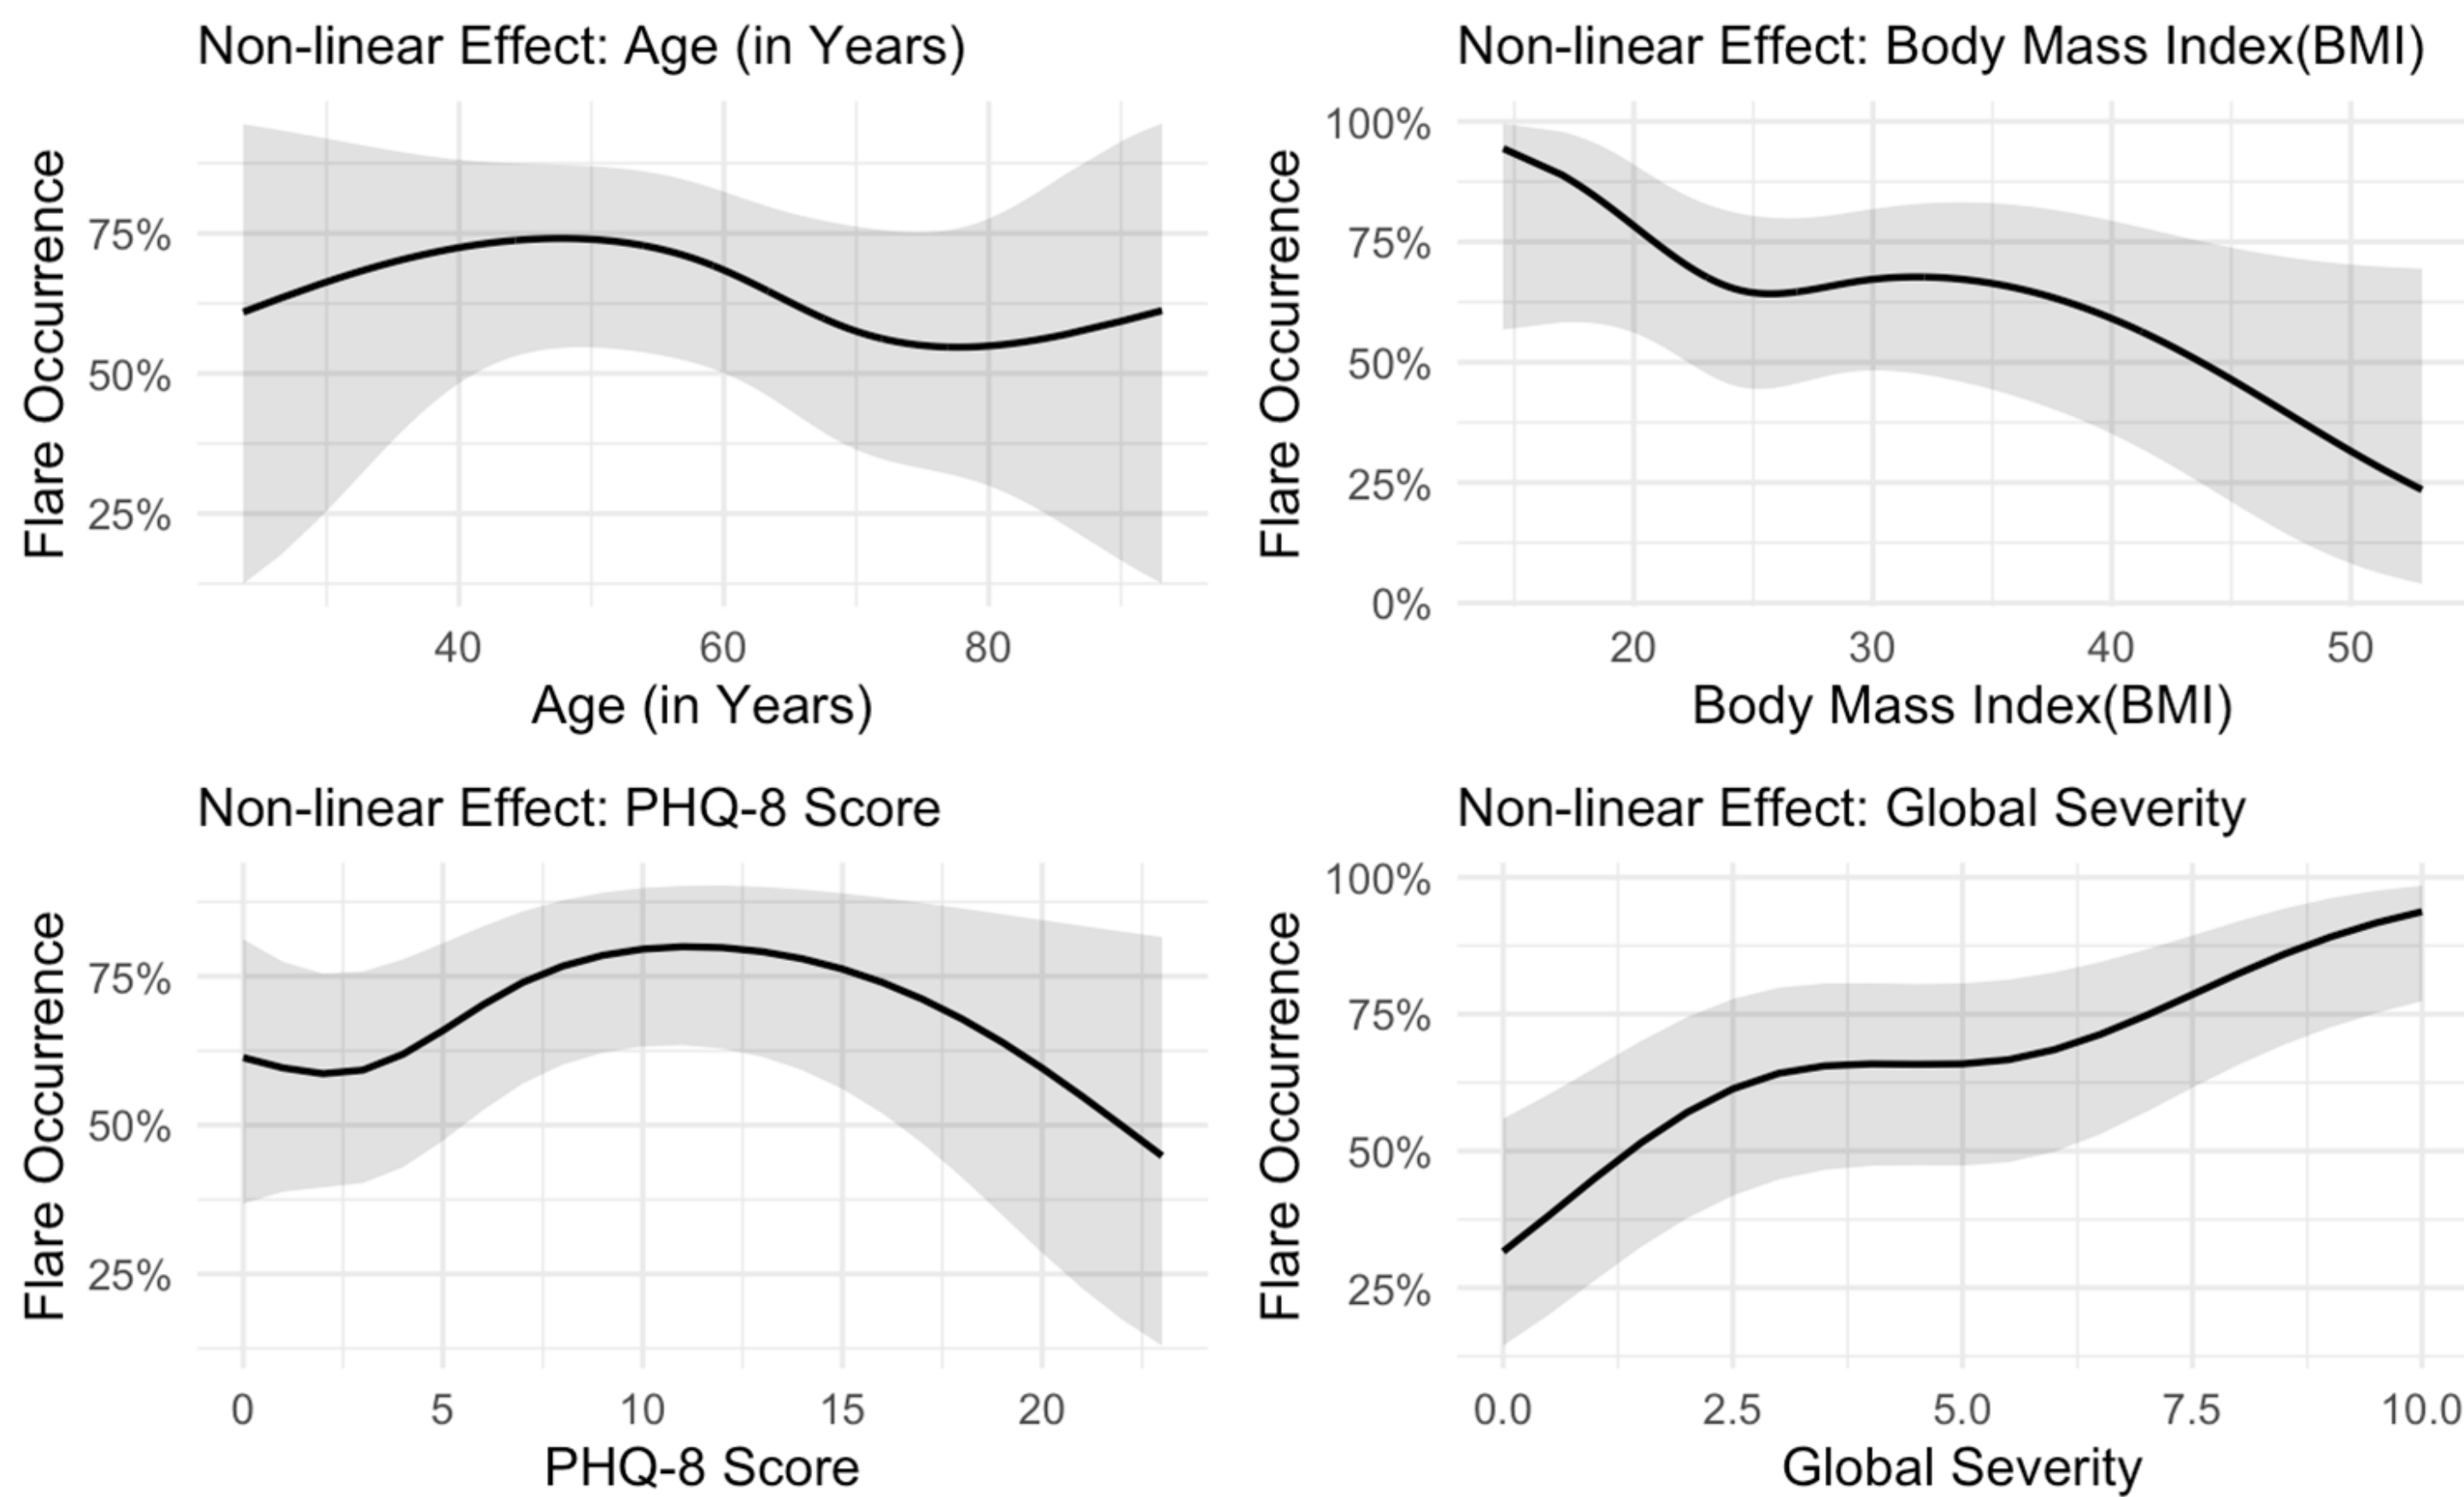 Non-linear Effect: Age (in Years)
Flare Occurrence
75%
50%
25%
40 60 80
Age (in Years)
Non-linear Effect: Body Mass Index(BMI)
Flare Occurrence
100%
75%
50%
25%
0%
20 30 40 50
Body Mass Index(BMI)
Non-linear Effect: PHQ-8 Score
Flare Occurrence
75%
50%
25%
0 5 10 15 20
PHQ-8 Score
Non-linear Effect: Global Severity
Flare Occurrence
100%
75%
50%
25%
0.0 2.5 5.0 7.5 10.0
Global Severity